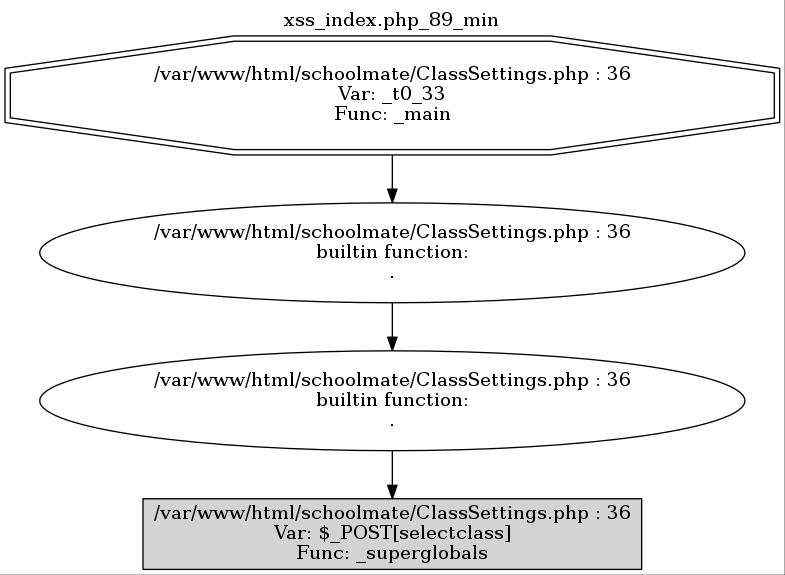 xss_index.php_89_min
/var/www/html/schoolmate/ClassSettings.php : 36
Var: _t0_33
Func: _main
/var/www/html/schoolmate/ClassSettings.php : 36
builtin function:
.
/var/www/html/schoolmate/ClassSettings.php : 36
builtin function:
.
/var/www/html/schoolmate/ClassSettings.php : 36
Var: $_POST[selectclass]
Func: _superglobals